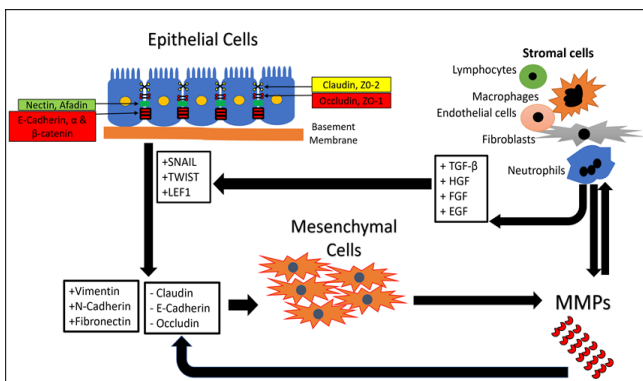 Epithelial Cells
Stromal cells
Lymphocytes
Macrophages
Endothelial cells
Fibroblasts
Neutrophils
Claudin, ZO-2
Occludin, ZO-1
Nectin, Afadin
E-Cadherin, α &
β-catenin
Basement
Membrane
+SNAIL
+TWIST
+LEF1
+ TGF-β
+ HGF
+ FGF
+ EGF
Mesenchymal
Cells
+Vimentin
+N-Cadherin
+Fibronectin
- Claudin
- E-Cadherin
- Occludin
MMPs